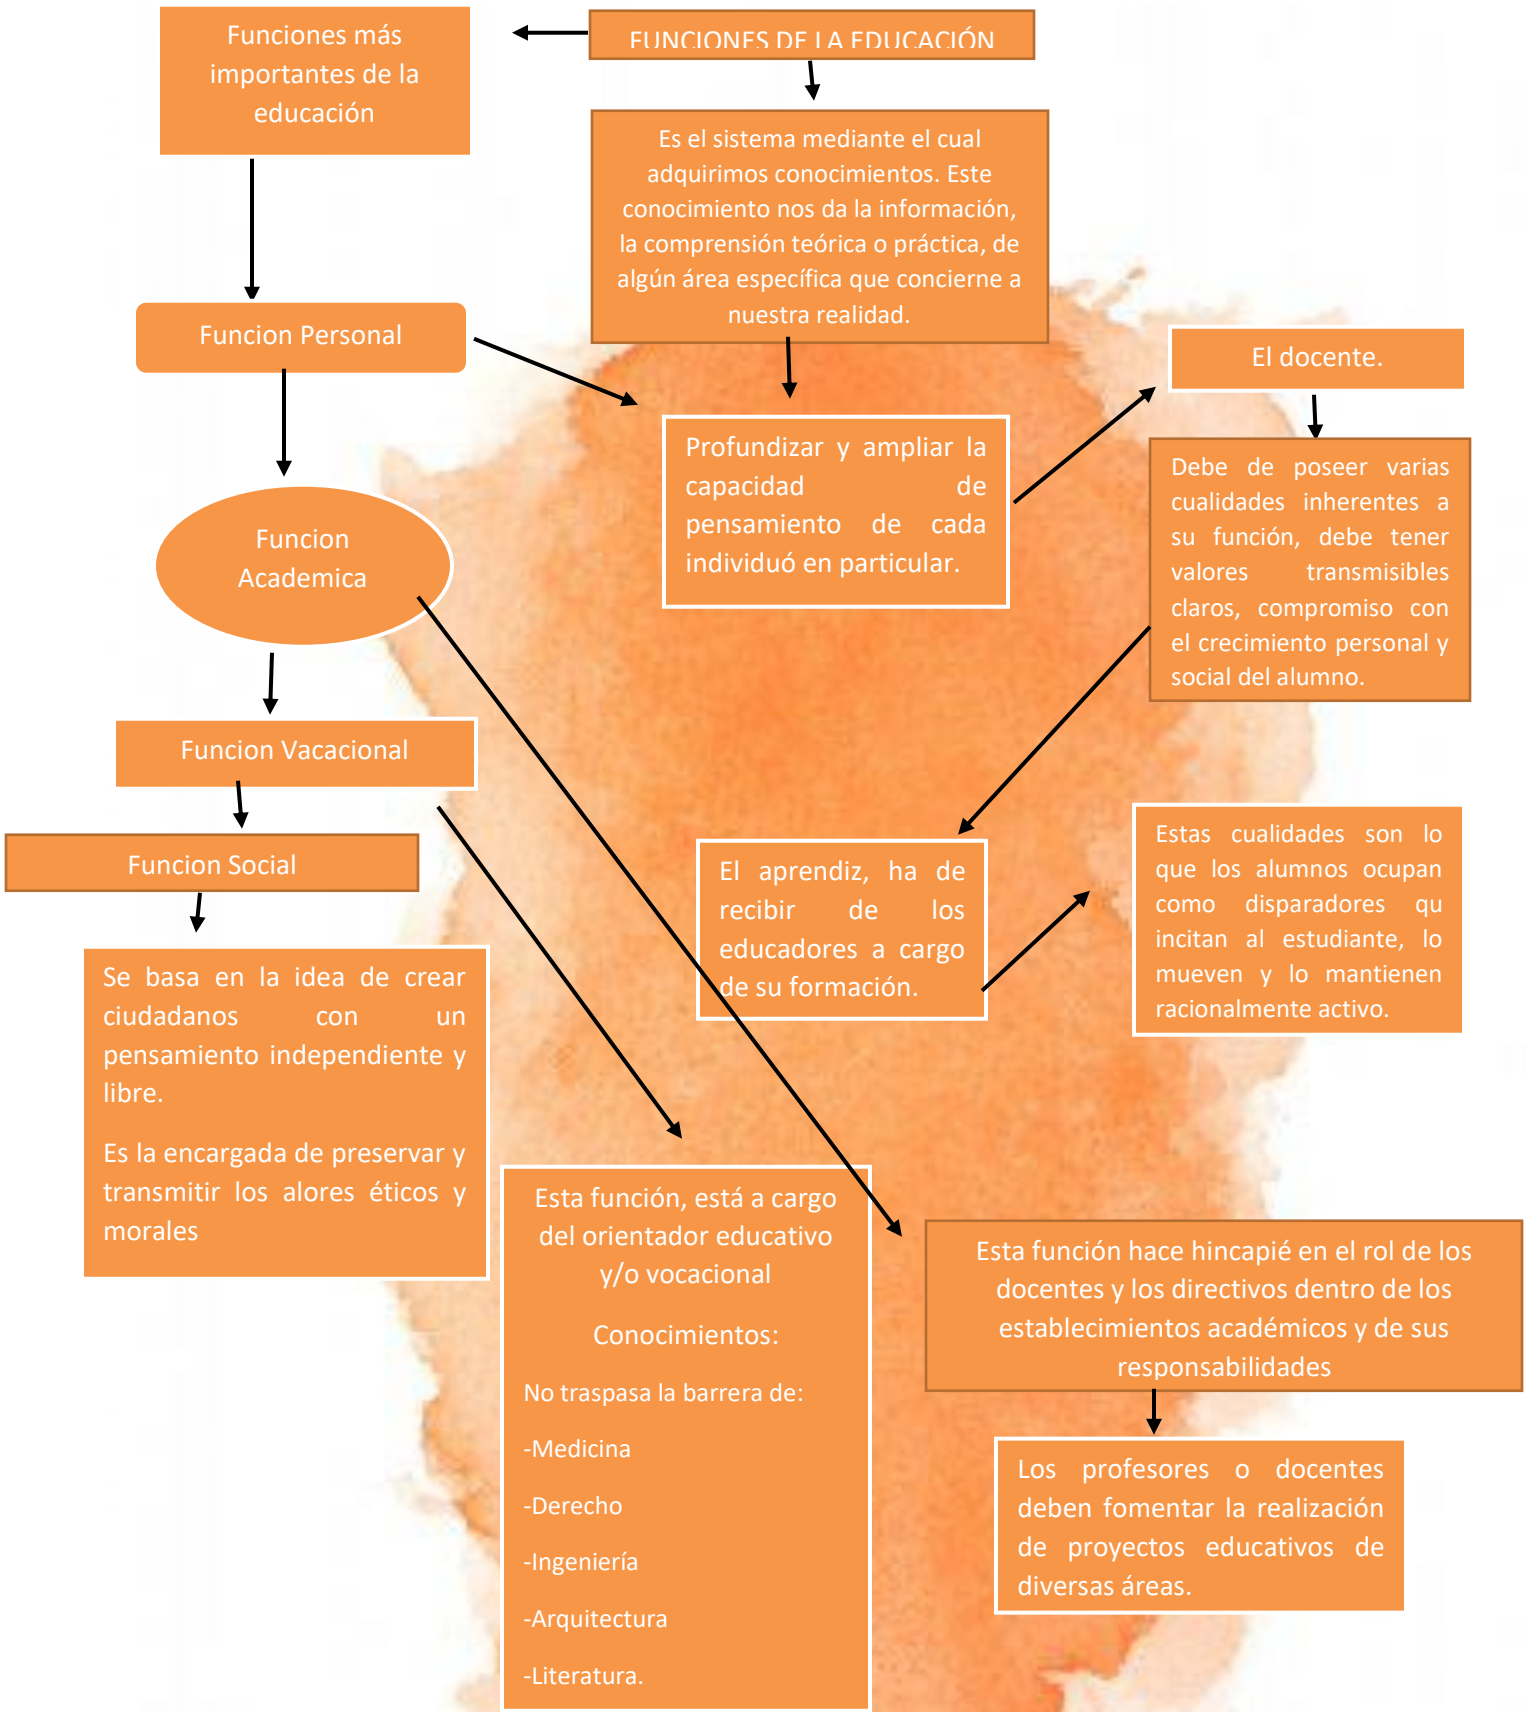 Funciones más
importantes de la
educación
FUNCIONES DE LA EDUCACIÓN
Es el sistema mediante el cual
adquirimos conocimientos. Este
conocimiento nos da la información,
la comprensión teórica o práctica, de
algún área específica que concierne a
nuestra realidad.
Funcion Personal
El docente.
Profundizar y ampliar la
capacidad de
pensamiento de cada
individuó en particular.
Debe de poseer varias
cualidades inherentes a
su función, debe tener
valores transmisibles
claros, compromiso con
el crecimiento personal y
social del alumno.
Funcion
Academica
Funcion Vacacional
Funcion Social
El aprendiz, ha de
recibir de los
educadores a cargo
de su formación.
Estas cualidades son lo
que los alumnos ocupan
como disparadores qu
incitan al estudiante, lo
mueven y lo mantienen
racionalmente activo.
Se basa en la idea de crear
ciudadanos con un
pensamiento independiente y
libre.
Es la encargada de preservar y
transmitir los alores éticos y
morales
Esta función, está a cargo
del orientador educativo
y/o vocacional
Conocimientos:
No traspasa la barrera de:
-Medicina
-Derecho
-Ingeniería
-Arquitectura
-Literatura.
Esta función hace hincapié en el rol de los
docentes y los directivos dentro de los
establecimientos académicos y de sus
responsabilidades
Los profesores o docentes
deben fomentar la realización
de proyectos educativos de
diversas áreas.